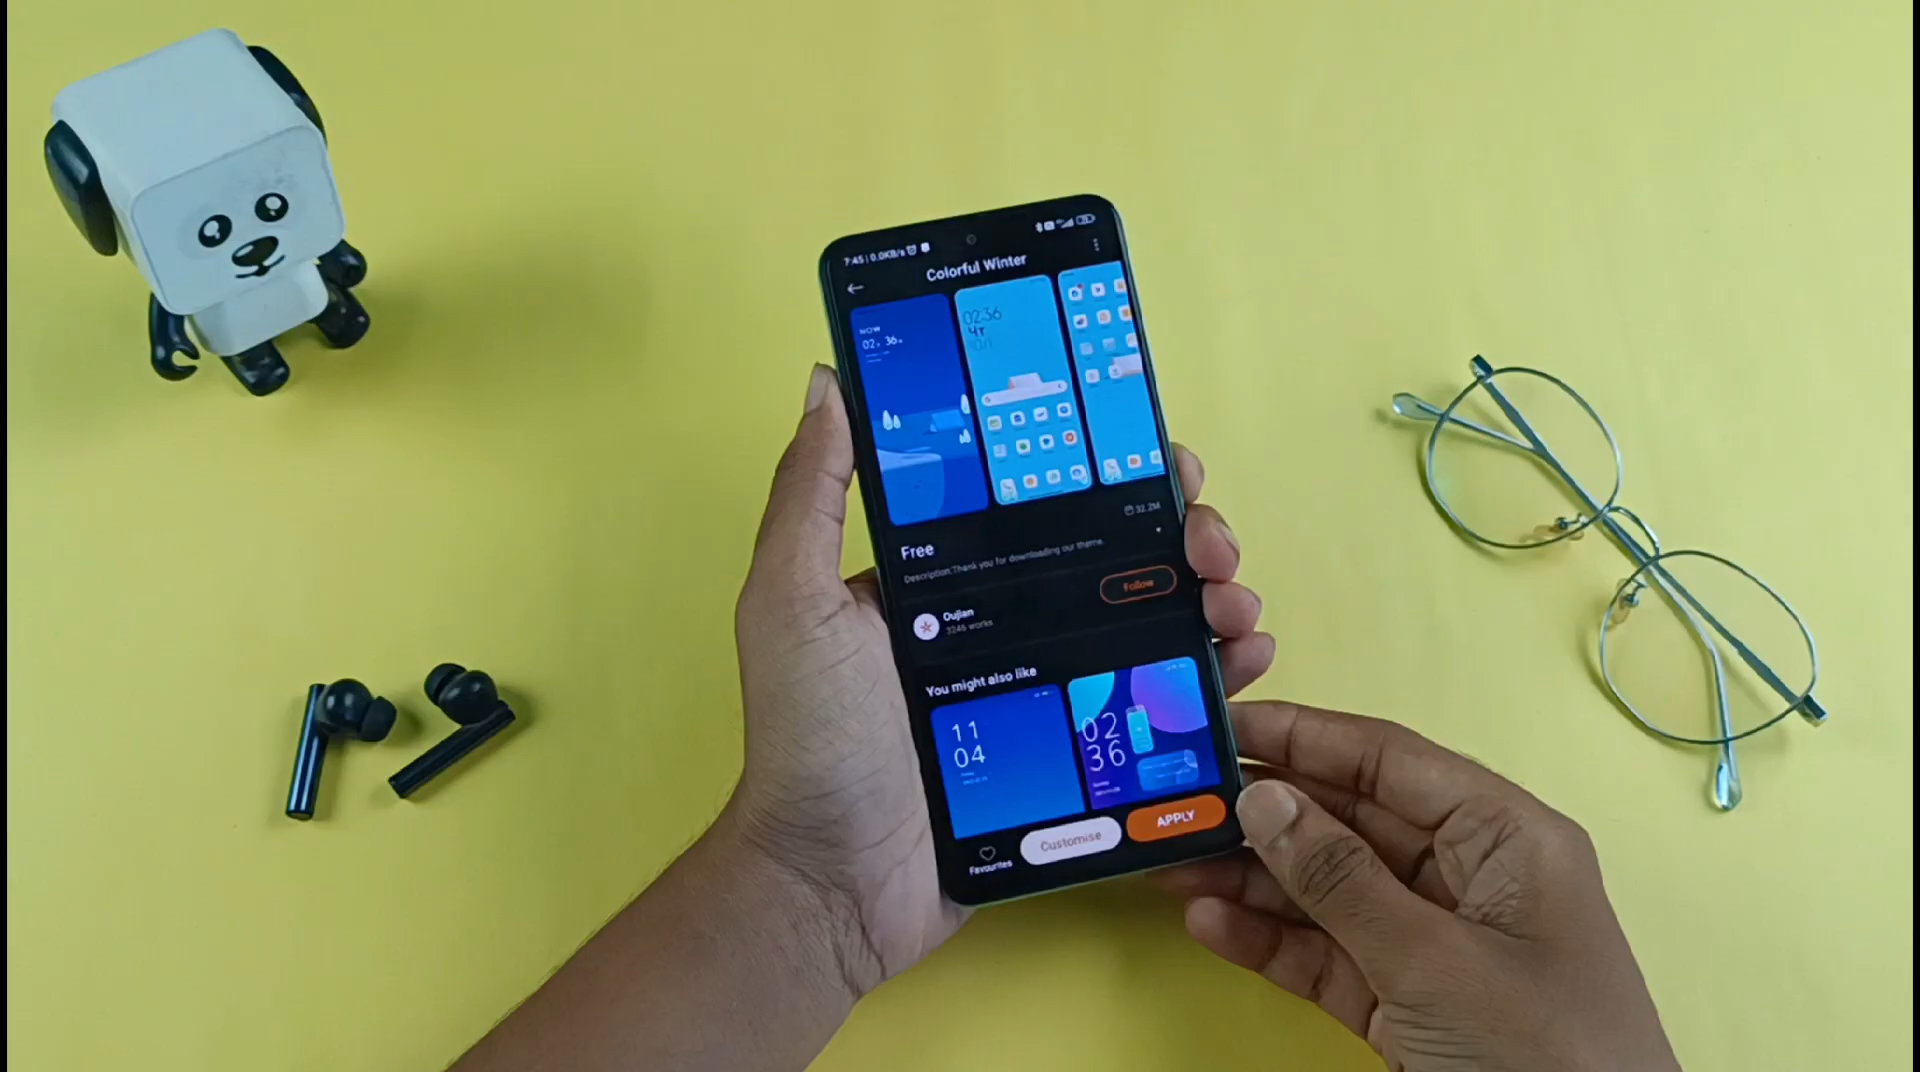 7:45 | 0.0KB/s
Colorful Winter
NOW
02 36
02:36
Чт
32.2M
Free
Description:Thank you for downloading our theme.
Follow
Oujian
3246 works
You might also like
11
04
02
36
Favourites
Customise
APPLY